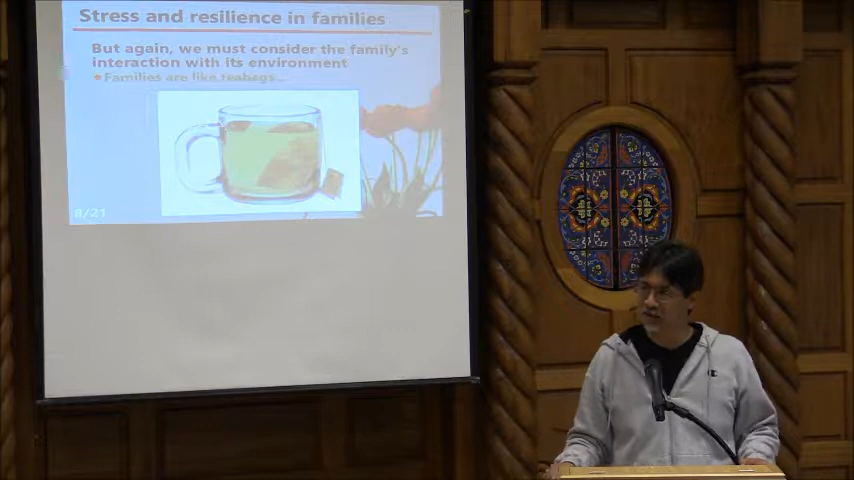 Stress and resilience in families
But again, we must consider the family's
interaction with its environment
Families are like teabags...
8/21